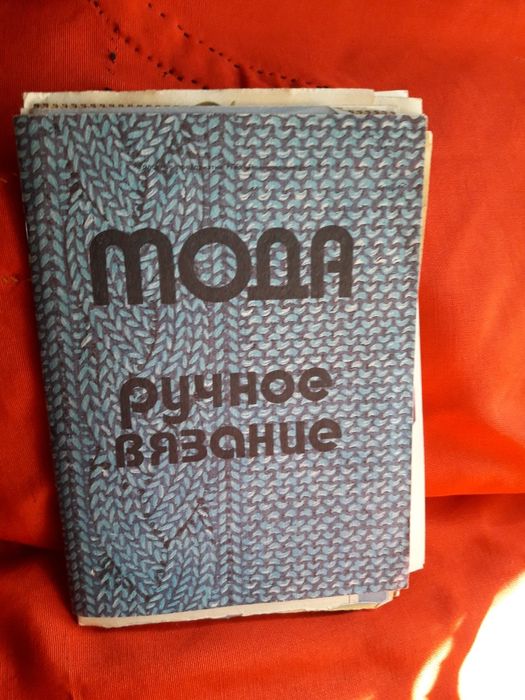 мода
ручное
вязание